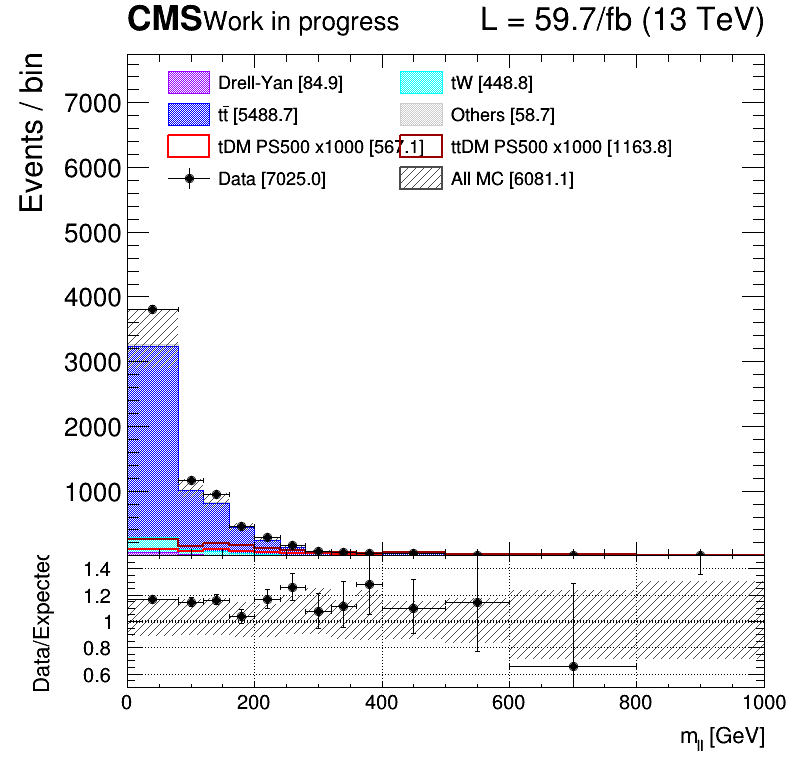 CMS Work in progress L = 59.7/fb (13 TeV)
Events / bin
Drell-Yan [84.9] tW [448.8]
tt̄ [5488.7] Others [58.7]
tDM PS500 x1000 [567.1] ttDM PS500 x1000 [1163.8]
Data [7025.0] All MC [6081.1]
7000
6000
5000
4000
3000
2000
1000
Data/Expected
1.4
1.2
1
0.8
0.6
0 200 400 600 800 1000
m_ll [GeV]